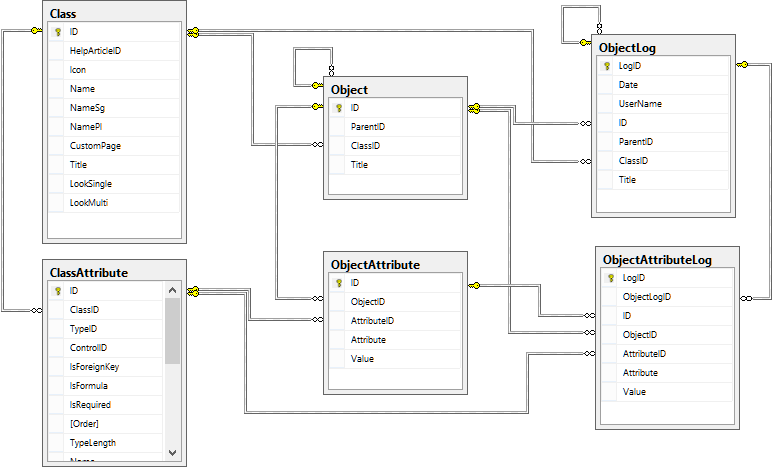 Class
ID
HelpArticleID
Icon
Name
NameSg
NamePl
CustomPage
Title
LookSingle
LookMulti
Object
ID
ParentID
ClassID
Title
ObjectLog
LogID
Date
UserName
ID
ParentID
ClassID
Title
ClassAttribute
ID
ClassID
TypeID
ControlID
IsForeignKey
IsFormula
IsRequired
[Order]
TypeLength
Name
ObjectAttribute
ID
ObjectID
AttributeID
Attribute
Value
ObjectAttributeLog
LogID
ObjectLogID
ID
ObjectID
AttributeID
Attribute
Value